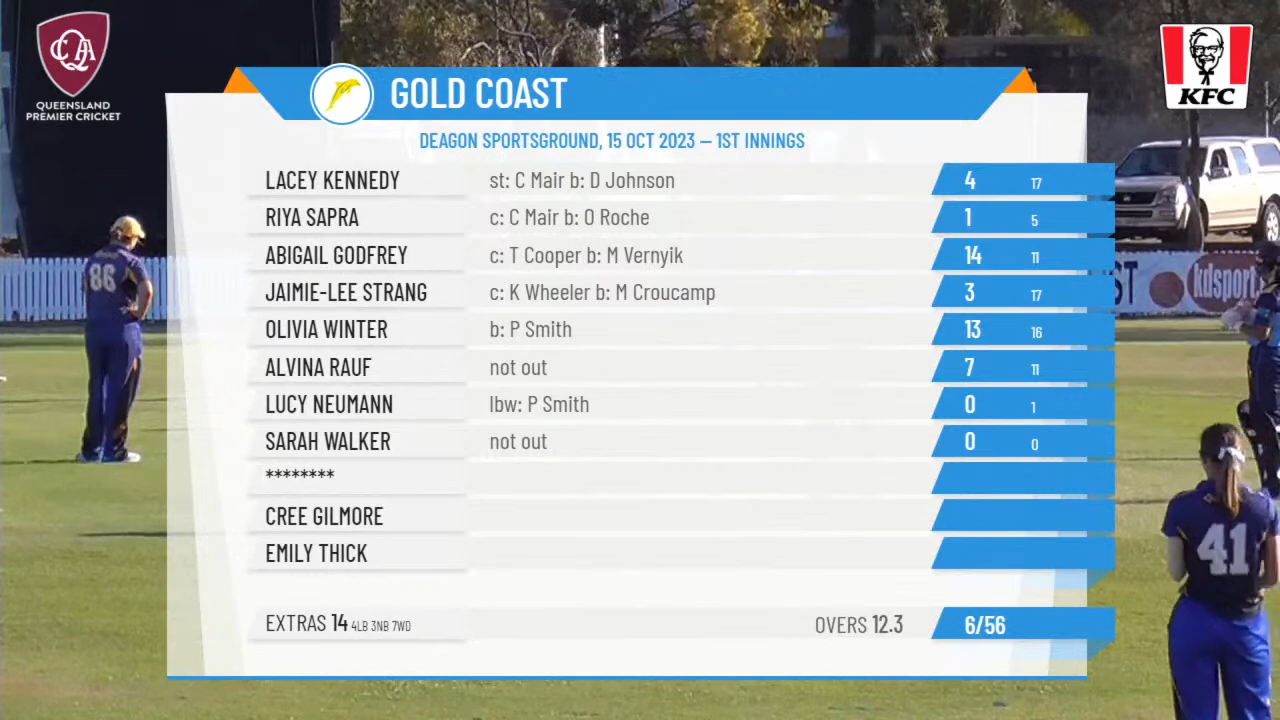 QUEENSLAND
PREMIER CRICKET
KFC
GOLD COAST
DEAGON SPORTSGROUND, 15 OCT 2023 – 1ST INNINGS
LACEY KENNEDY st: C Mair b: D Johnson 4 17
RIYA SAPRA c: C Mair b: O Roche 1 5
ABIGAIL GODFREY c: T Cooper b: M Vernyik 14 11
JAIMIE-LEE STRANG c: K Wheeler b: M Croucamp 3 17
OLIVIA WINTER b: P Smith 13 16
ALVINA RAUF not out 7 11
LUCY NEUMANN lbw: P Smith 0 1
SARAH WALKER not out 0 0
********
CREE GILMORE
EMILY THICK
EXTRAS 14 4LB 3NB 7WD OVERS 12.3 6/56
86
kdsport
41